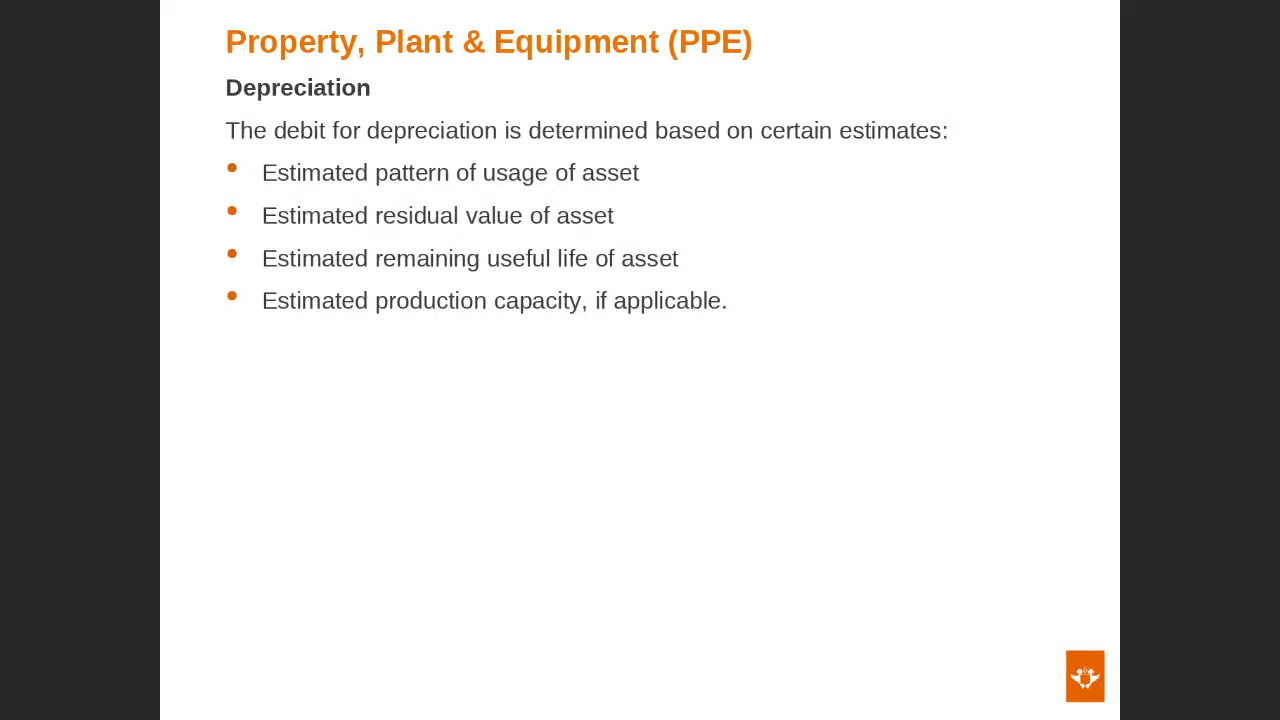 Property, Plant & Equipment (PPE)
Depreciation
The debit for depreciation is determined based on certain estimates:
• Estimated pattern of usage of asset
• Estimated residual value of asset
• Estimated remaining useful life of asset
• Estimated production capacity, if applicable.